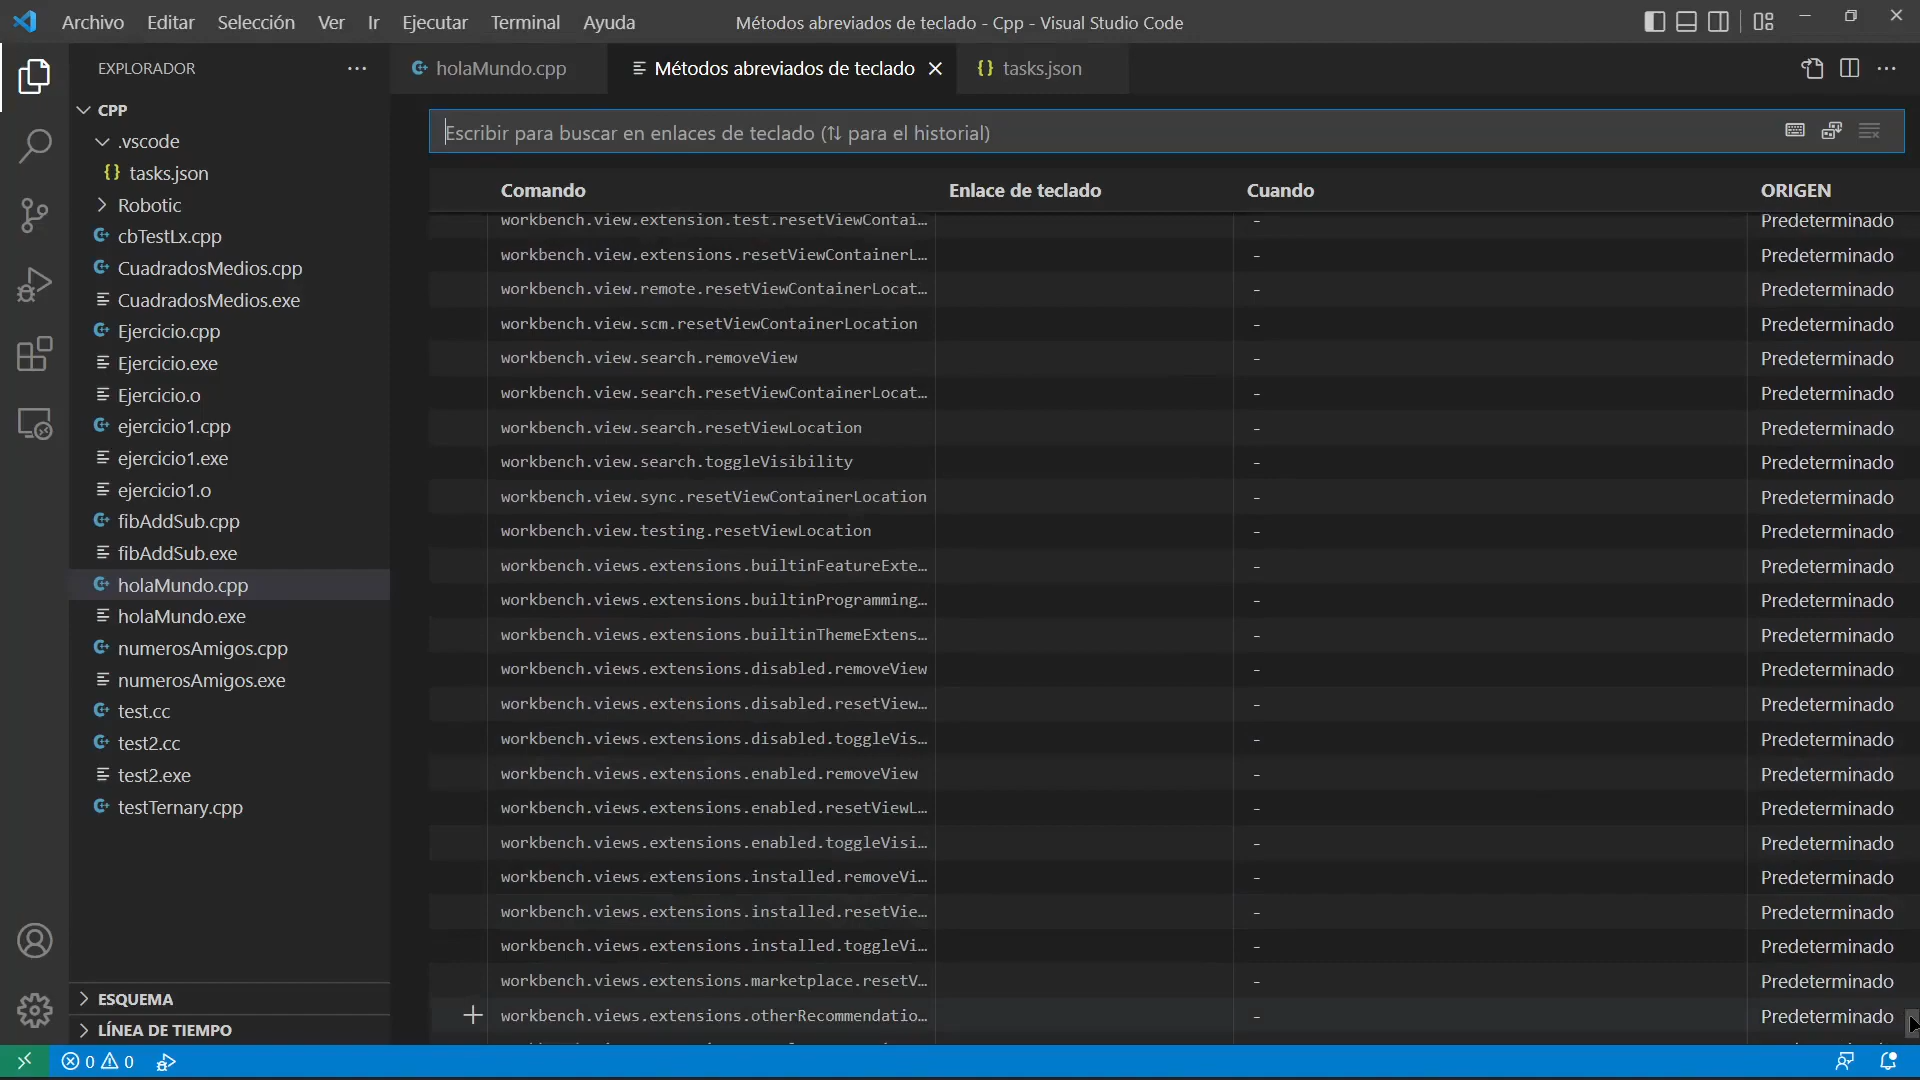 Archivo Editar Selección Ver Ir Ejecutar Terminal Ayuda
Métodos abreviados de teclado - Cpp - Visual Studio Code
EXPLORADOR
holaMundo.cpp
Métodos abreviados de teclado
tasks.json
CPP
.vscode
tasks.json
Robotic
cbTestLx.cpp
CuadradosMedios.cpp
CuadradosMedios.exe
Ejercicio.cpp
Ejercicio.exe
Ejercicio.o
ejercicio1.cpp
ejercicio1.exe
ejercicio1.o
fibAddSub.cpp
fibAddSub.exe
holaMundo.cpp
holaMundo.exe
numerosAmigos.cpp
numerosAmigos.exe
test.cc
test2.cc
test2.exe
testTernary.cpp
ESQUEMA
LÍNEA DE TIEMPO
Escribir para buscar en enlaces de teclado (⇅ para el historial)
Comando Enlace de teclado Cuando ORIGEN
workbench.view.extension.test.resetViewContai… - Predeterminado
workbench.view.extensions.resetViewContainerL… - Predeterminado
workbench.view.remote.resetViewContainerLocat… - Predeterminado
workbench.view.scm.resetViewContainerLocation - Predeterminado
workbench.view.search.removeView - Predeterminado
workbench.view.search.resetViewContainerLocat… - Predeterminado
workbench.view.search.resetViewLocation - Predeterminado
workbench.view.search.toggleVisibility - Predeterminado
workbench.view.sync.resetViewContainerLocation - Predeterminado
workbench.view.testing.resetViewLocation - Predeterminado
workbench.views.extensions.builtinFeatureExte… - Predeterminado
workbench.views.extensions.builtinProgramming… - Predeterminado
workbench.views.extensions.builtinThemeExtens… - Predeterminado
workbench.views.extensions.disabled.removeView - Predeterminado
workbench.views.extensions.disabled.resetView… - Predeterminado
workbench.views.extensions.disabled.toggleVis… - Predeterminado
workbench.views.extensions.enabled.removeView - Predeterminado
workbench.views.extensions.enabled.resetViewL… - Predeterminado
workbench.views.extensions.enabled.toggleVisi… - Predeterminado
workbench.views.extensions.installed.removeVi… - Predeterminado
workbench.views.extensions.installed.resetVie… - Predeterminado
workbench.views.extensions.installed.toggleVi… - Predeterminado
workbench.views.extensions.marketplace.resetV… - Predeterminado
workbench.views.extensions.otherRecommendatio… - Predeterminado
0 0